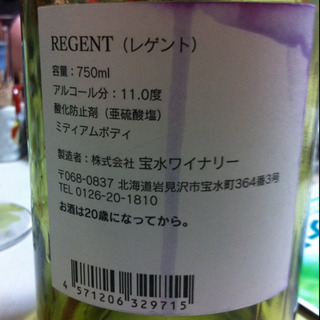 REGENT（レゲント）
容量：750ml
アルコール分：11.0度
酸化防止剤（亜硫酸塩）
ミディアムボディ
製造者：株式会社 宝水ワイナリー
〒068-0837 北海道岩見沢市宝水町364番3号
TEL 0126-20-1810
お酒は20歳になってから。
4 571206 329715